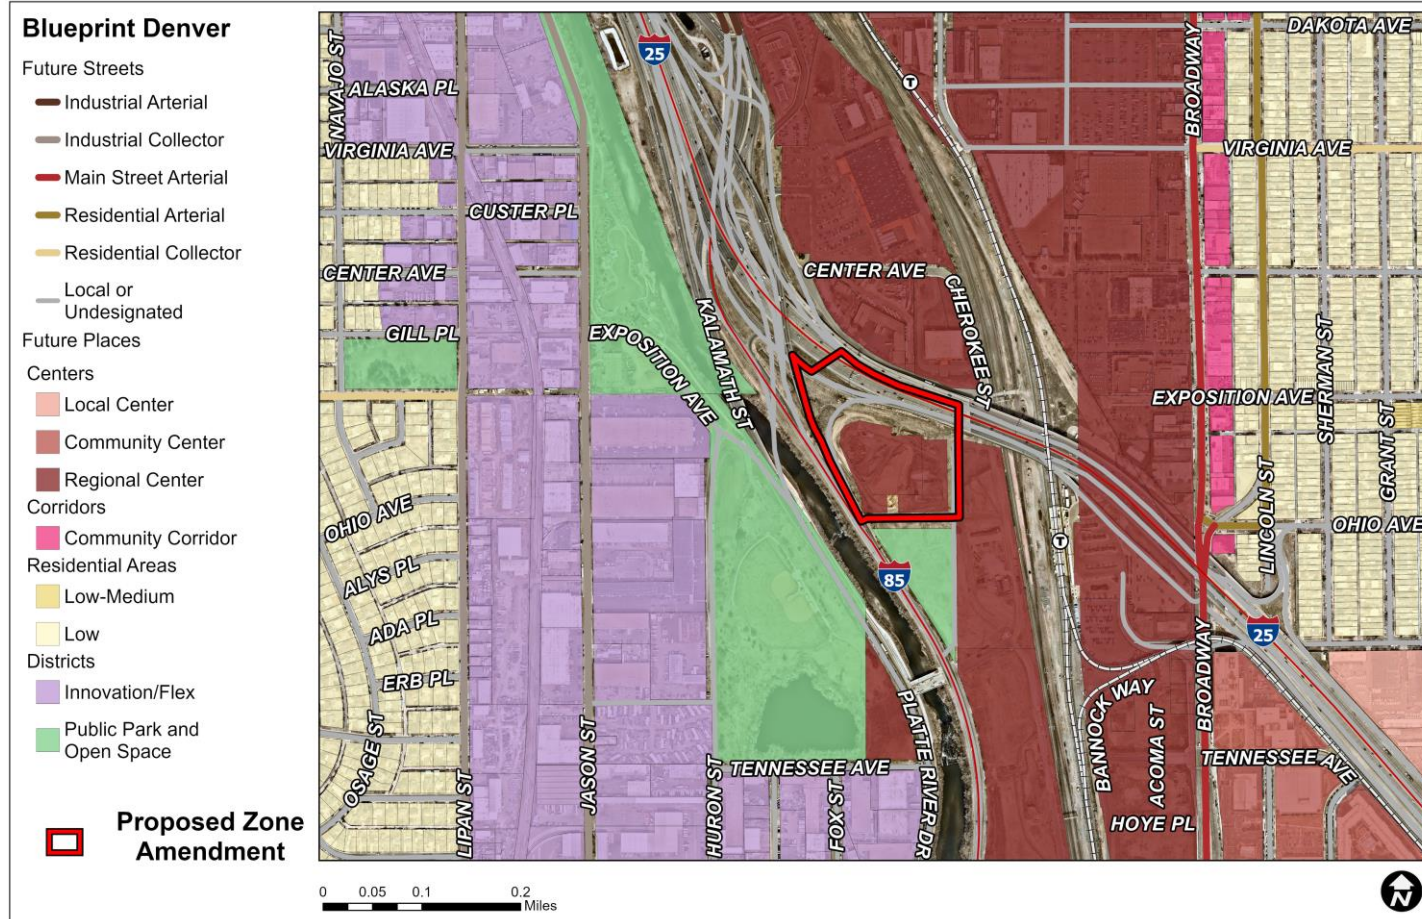 Blueprint Denver
Future Streets
Industrial Arterial
Industrial Collector
Main Street Arterial
Residential Arterial
Residential Collector
Local or
Undesignated
Future Places
Centers
Local Center
Community Center
Regional Center
Corridors
Community Corridor
Residential Areas
Low-Medium
Low
Districts
Innovation/Flex
Public Park and
Open Space
Proposed Zone
Amendment
NAVAJO ST
ALASKA PL
VIRGINIA AVE
CUSTER PL
CENTER AVE
GILL PL
EXPOSITION AVE
KALAMATH ST
25
T
BROADWAY
DAKOTA AVE
VIRGINIA AVE
CENTER AVE
CHEROKEE ST
EXPOSITION AVE
SHERMAN ST
GRANT ST
LINCOLN ST
OHIO AVE
OHIO AVE
ALYS PL
ADA PL
ERB PL
OSAGE ST
LIPAN ST
JASON ST
HURON ST
TENNESSEE AVE
FOX ST
PLATTE RIVER DR
85
T
BROADWAY
25
BANNOCK WAY
ACOMA ST
HOYE PL
TENNESSEE AVE
0 0.05 0.1 0.2
Miles
N